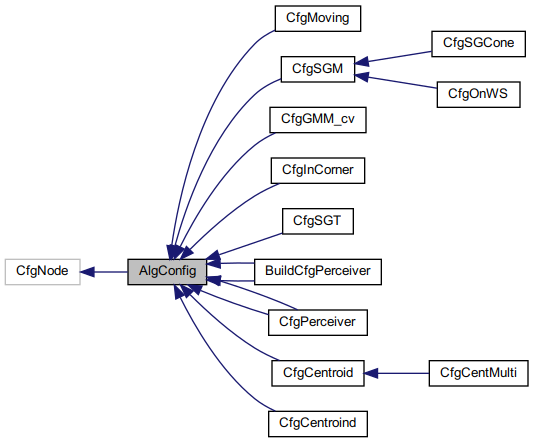 CfgMoving
CfgSGCone
CfgSGM
CfgOnWS
CfgGMM_cv
CfgInCorner
CfgSGT
CfgNode
AlgConfig
BuildCfgPerceiver
CfgPerceiver
CfgCentroid
CfgCentMulti
CfgCentroind